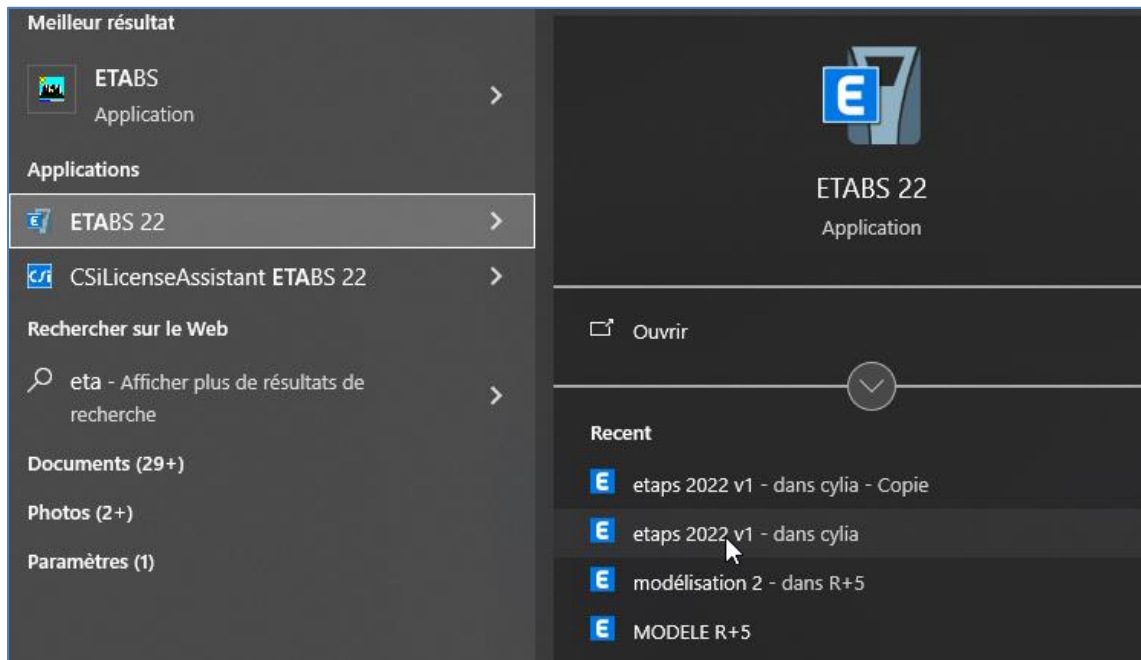 Meilleur résultat
ETABS
Application
Applications
ETABS 22
CSiLicenseAssistant ETABS 22
Rechercher sur le Web
eta - Afficher plus de résultats de
recherche
Documents (29+)
Photos (2+)
Paramètres (1)
E
ETABS 22
Application
Ouvrir
Recent
etaps 2022 v1 - dans cylia - Copie
etaps 2022 v1 - dans cylia
modélisation 2 - dans R+5
MODELE R+5